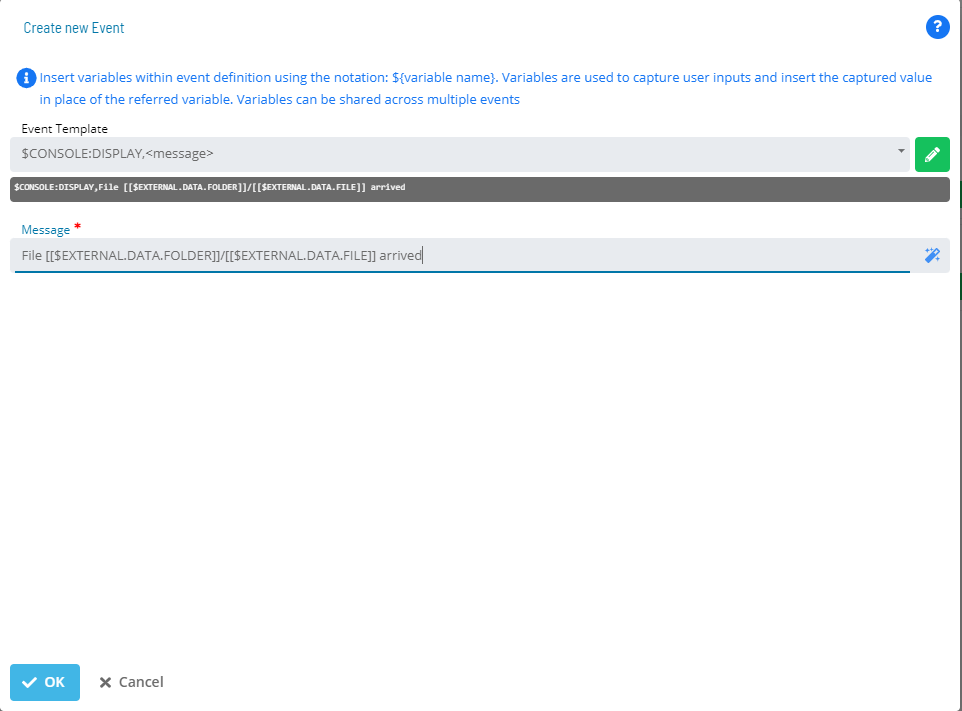 Create new Event
?
Insert variables within event definition using the notation: ${variable name}. Variables are used to capture user inputs and insert the captured value
in place of the referred variable. Variables can be shared across multiple events
Event Template
$CONSOLE:DISPLAY,<message>
$CONSOLE:DISPLAY,File [[$EXTERNAL.DATA.FOLDER]]/[[$EXTERNAL.DATA.FILE]] arrived
Message *
File [[$EXTERNAL.DATA.FOLDER]]/[[$EXTERNAL.DATA.FILE]] arrived
OK
Cancel